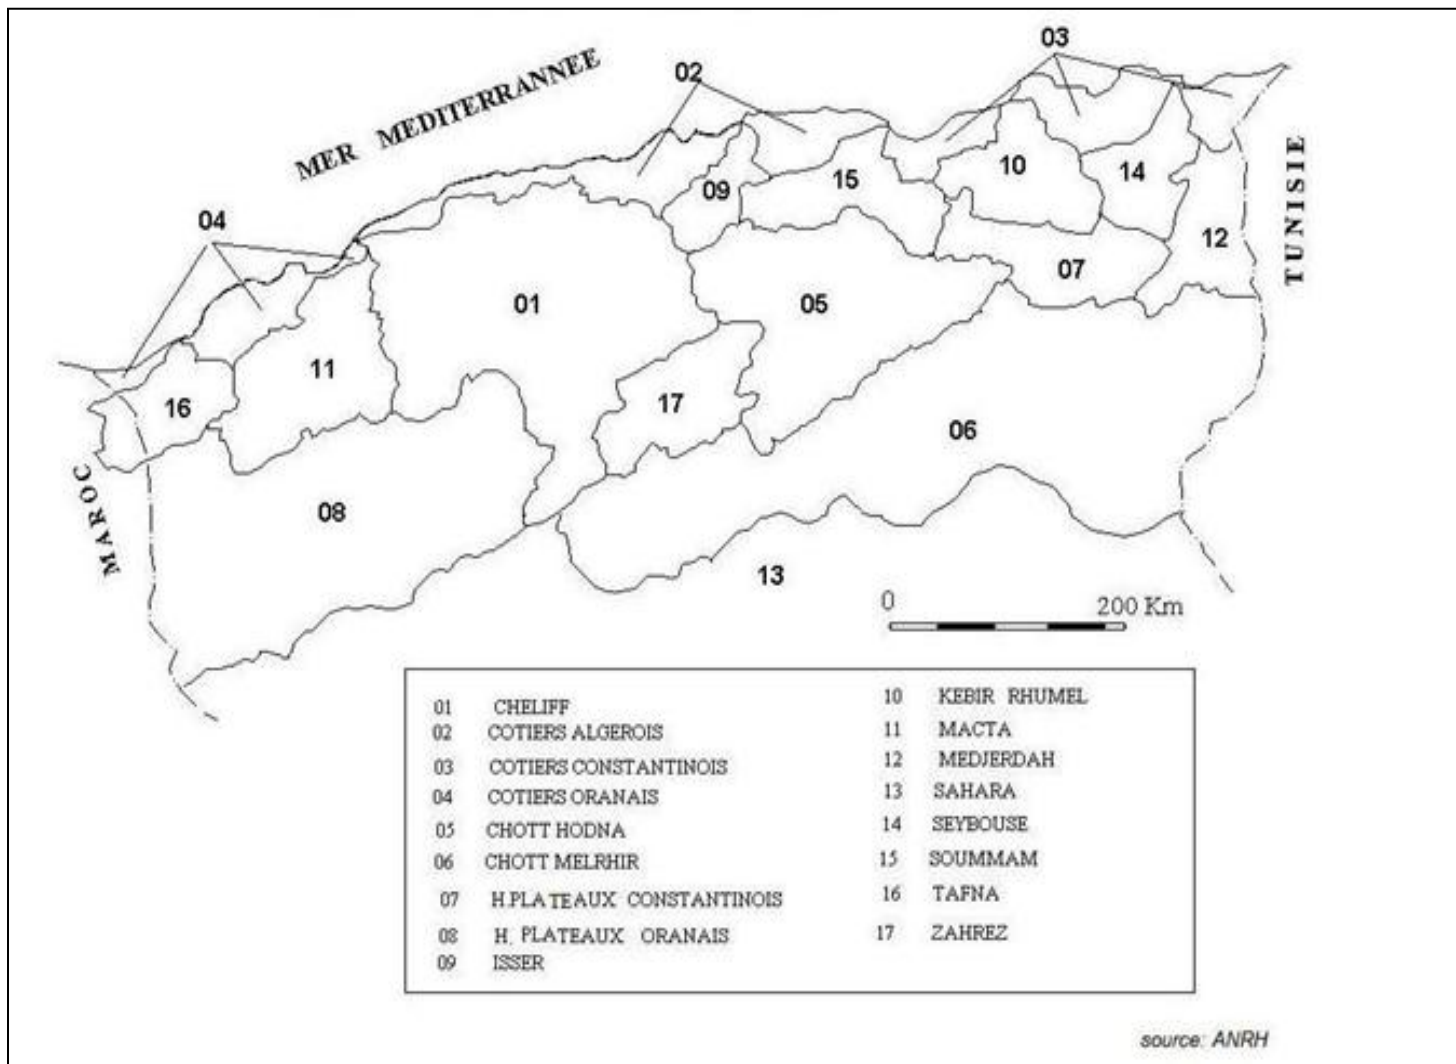 MER MEDITERRANNEE
03
02
04
10
14
15
09
12
07
01
05
11
16
17
06
08
13
TUNISIE
MAROC
0 200 Km
01 CHELIFF
02 COTIERS ALGEROIS
03 COTIERS CONSTANTINOIS
04 COTIERS ORANAIS
05 CHOTT HODNA
06 CHOTT MELRHIR
07 H.PLATEAUX CONSTANTINOIS
08 H. PLATEAUX ORANAIS
09 ISSER
10 KEBIR RHUMEL
11 MACTA
12 MEDJERDAH
13 SAHARA
14 SEYBOUSE
15 SOUMMAM
16 TAFNA
17 ZAHREZ
source: ANRH